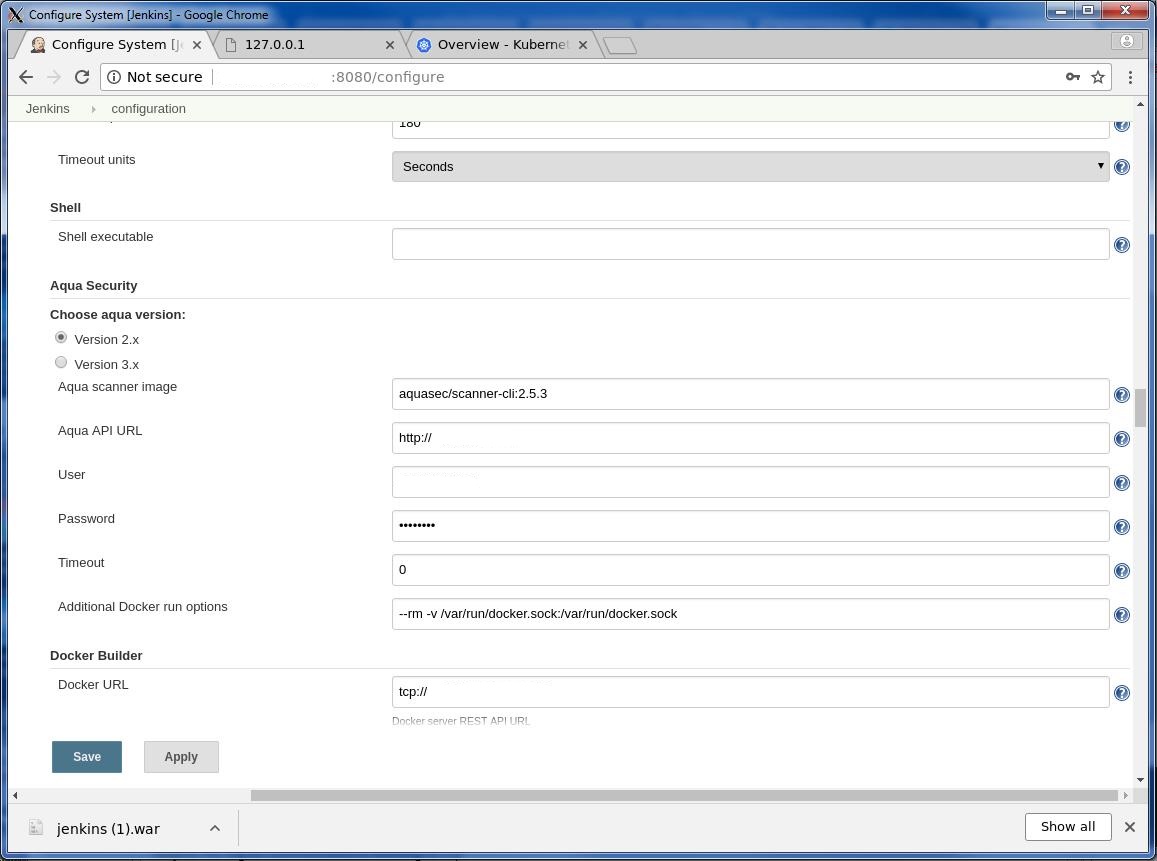 Configure System [Jenkins] - Google Chrome
Configure System [J
127.0.0.1
Overview - Kubernet
Not secure
:8080/configure
Jenkins
configuration
180
Timeout units
Seconds
Shell
Shell executable
Aqua Security
Choose aqua version:
Version 2.x
Version 3.x
Aqua scanner image
aquasec/scanner-cli:2.5.3
Aqua API URL
http://
User
Password
••••••••
Timeout
0
Additional Docker run options
--rm -v /var/run/docker.sock:/var/run/docker.sock
Docker Builder
Docker URL
tcp://
Docker server REST API URL
Save
Apply
jenkins (1).war
Show all